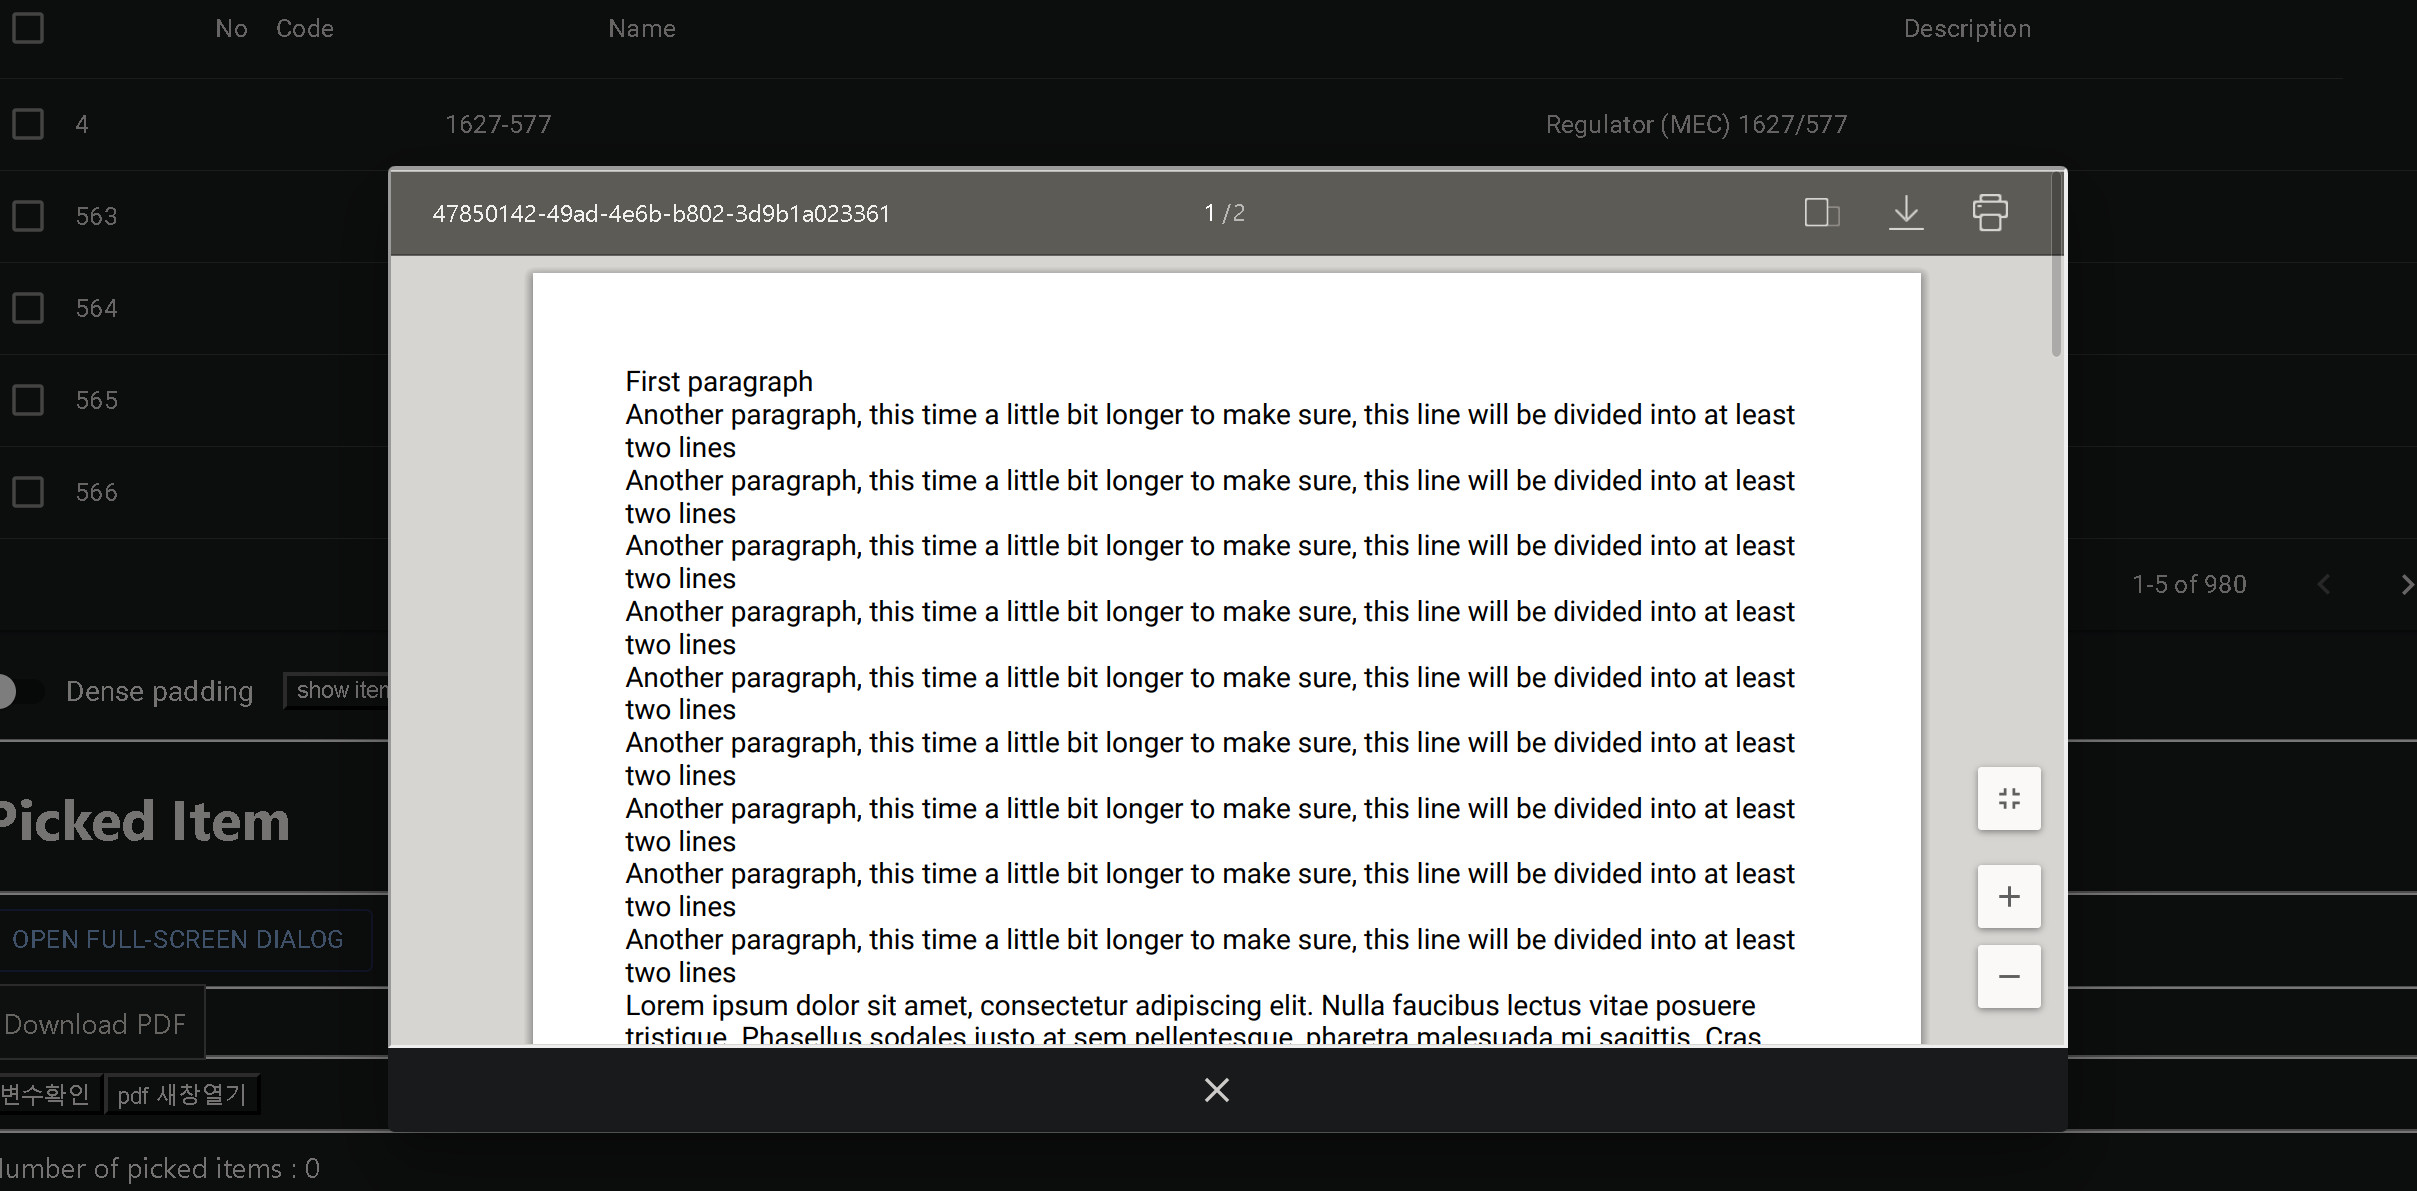 No Code Name Description
4 1627-577 Regulator (MEC) 1627/577
47850142-49ad-4e6b-b802-3d9b1a023361 1/2
563
564
565
566
First paragraph
Another paragraph, this time a little bit longer to make sure, this line will be divided into at least
two lines
Another paragraph, this time a little bit longer to make sure, this line will be divided into at least
two lines
Another paragraph, this time a little bit longer to make sure, this line will be divided into at least
two lines
Another paragraph, this time a little bit longer to make sure, this line will be divided into at least
two lines
Another paragraph, this time a little bit longer to make sure, this line will be divided into at least
two lines
Another paragraph, this time a little bit longer to make sure, this line will be divided into at least
two lines
Another paragraph, this time a little bit longer to make sure, this line will be divided into at least
two lines
Another paragraph, this time a little bit longer to make sure, this line will be divided into at least
two lines
Another paragraph, this time a little bit longer to make sure, this line will be divided into at least
two lines
Lorem ipsum dolor sit amet, consectetur adipiscing elit. Nulla faucibus lectus vitae posuere
tristique. Phasellus sodales justo at sem pellentesque, pharetra malesuada mi sagittis. Cras
1-5 of 980
Dense padding show iten
Picked Item
OPEN FULL-SCREEN DIALOG
Download PDF
변수확인 pdf 새창열기
Number of picked items : 0